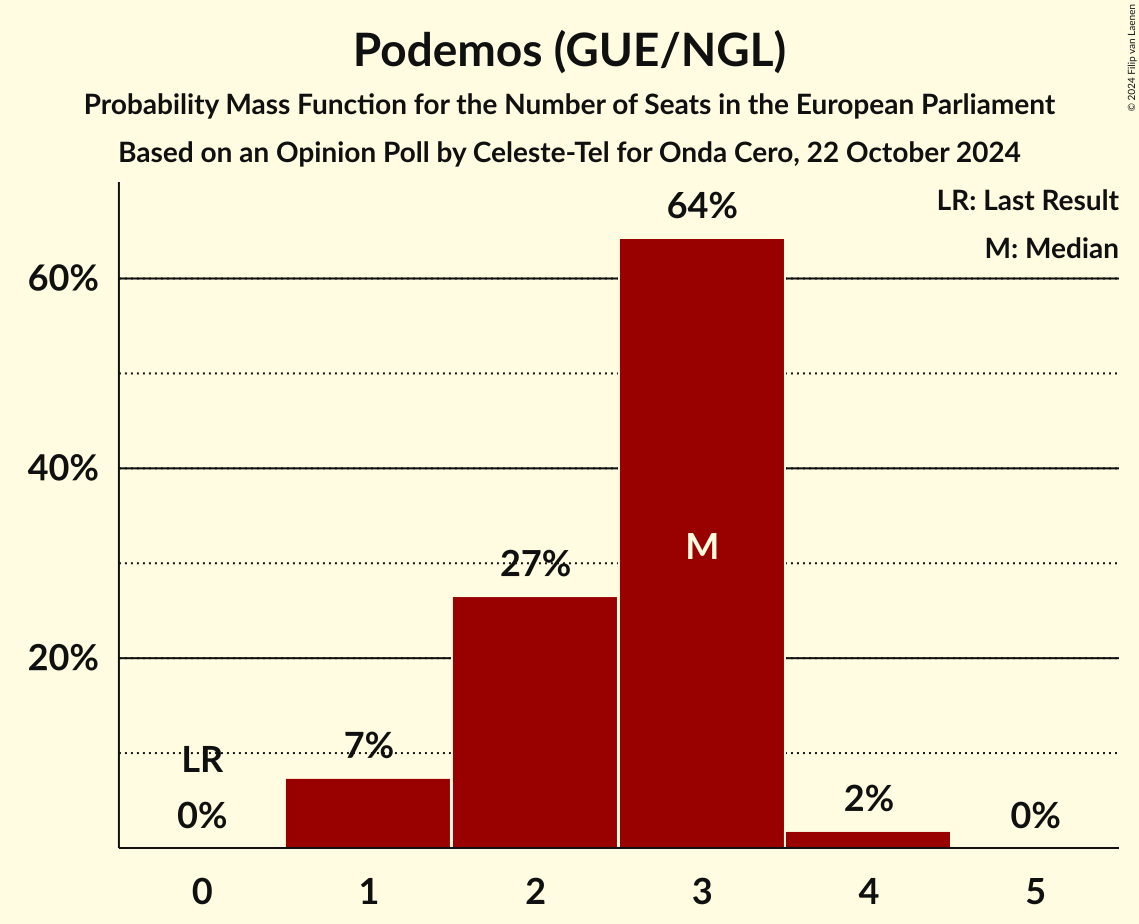 Podemos (GUE/NGL)
Probability Mass Function for the Number of Seats in the European Parliament
Based on an Opinion Poll by Celeste-Tel for Onda Cero, 22 October 2024
© 2024 Filip van Laenen
LR: Last Result
M: Median
64%
60%
40%
M
27%
20%
LR
7%
0%
2%
0%
0 1 2 3 4 5